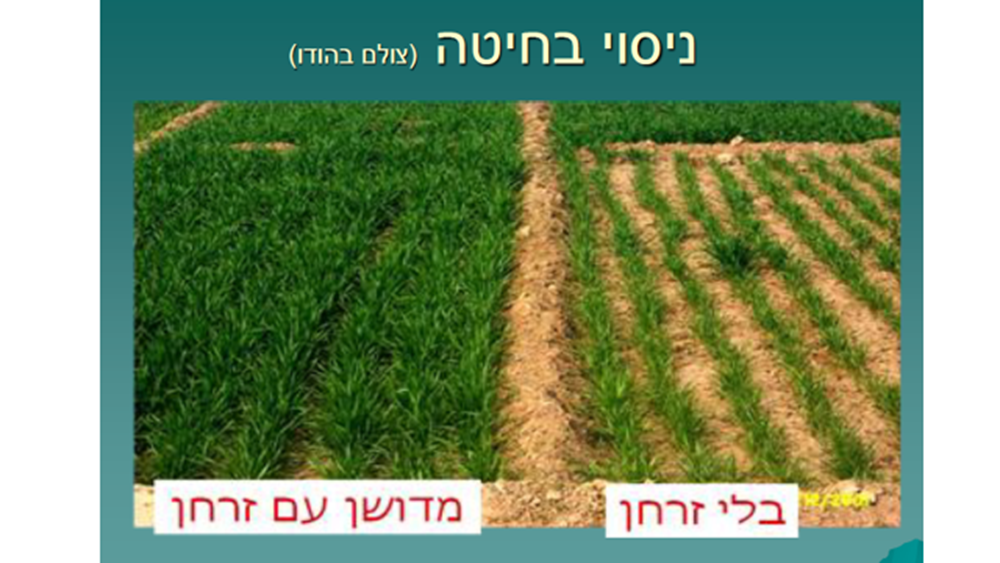 ניסוי בחיטה (צולם בהודו)
בלי זרחן
מדושן עם זרחן